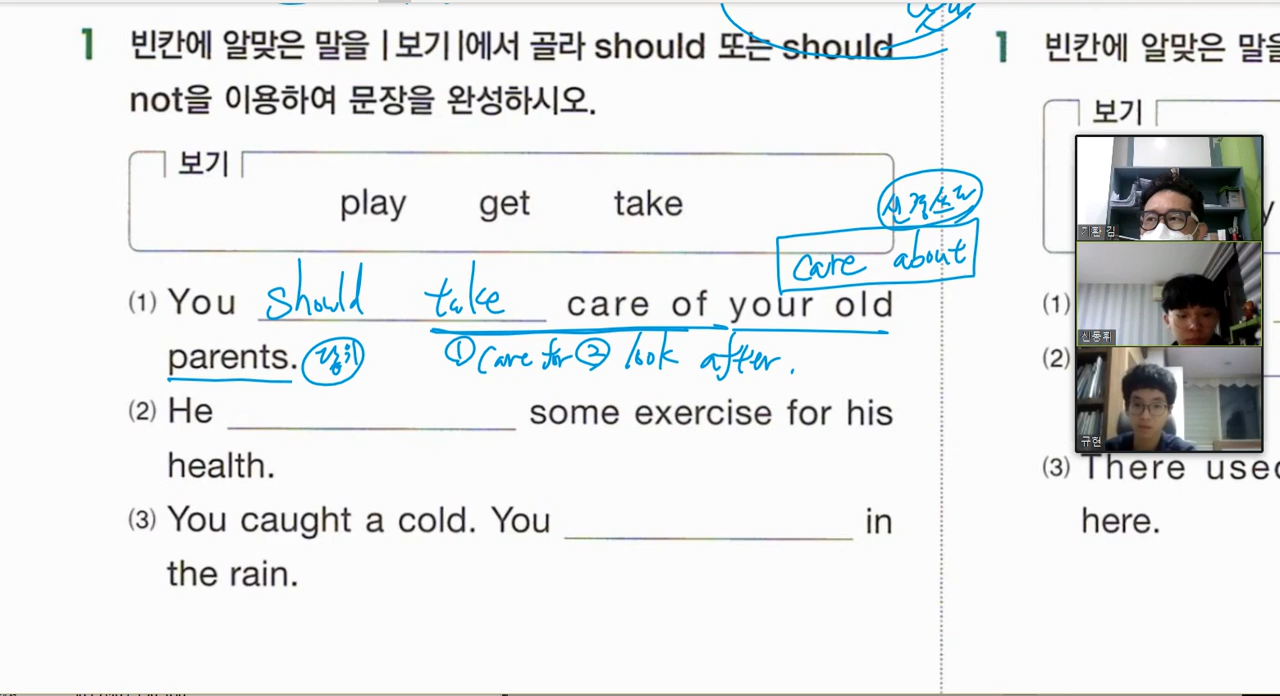 1 빈칸에 알맞은 말을 |보기|에서 골라 should 또는 should
not을 이용하여 문장을 완성하시오.
보기
play get take
신경쓰다
care about
(1) You should take care of your old
parents. ① care for ② look after.
(2) He some exercise for his
health.
(3) You caught a cold. You in
the rain.
1 빈칸에 알맞은 말을
보기
y
(1)
(2)
(3) There used
here.
기환 김
신동휘
규현